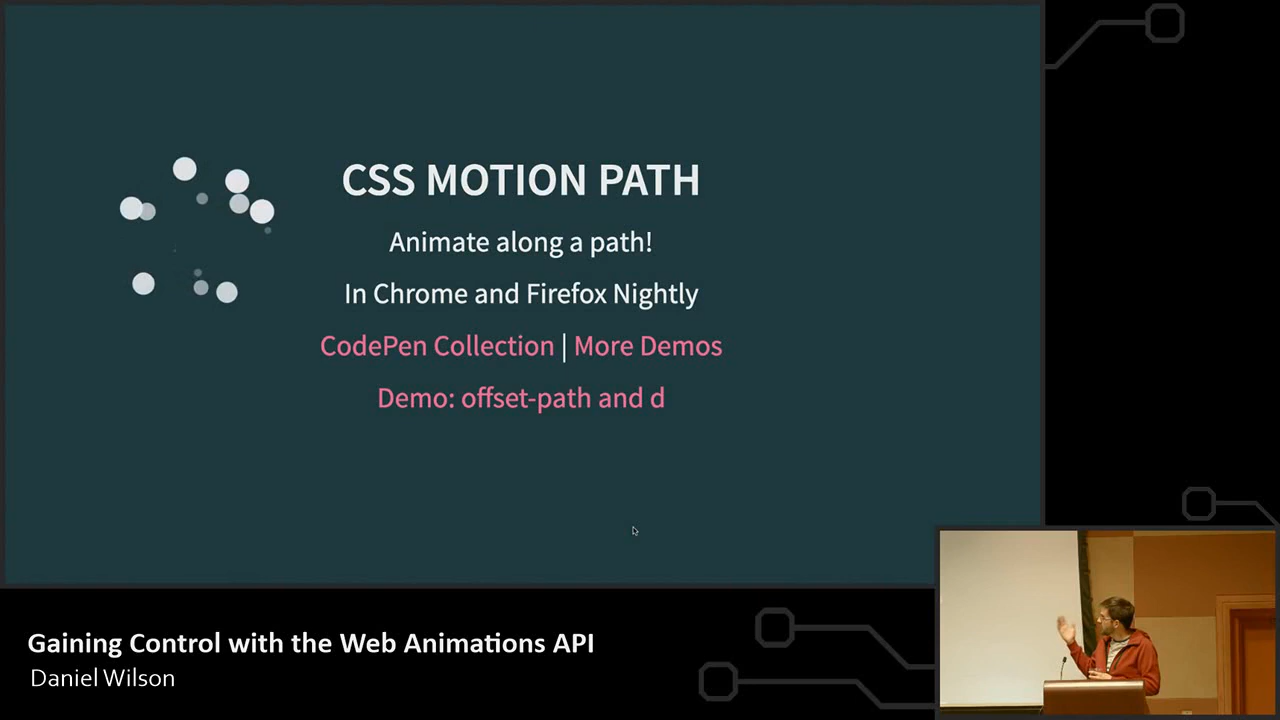 CSS MOTION PATH
Animate along a path!
In Chrome and Firefox Nightly
CodePen Collection | More Demos
Demo: offset-path and d
Gaining Control with the Web Animations API
Daniel Wilson